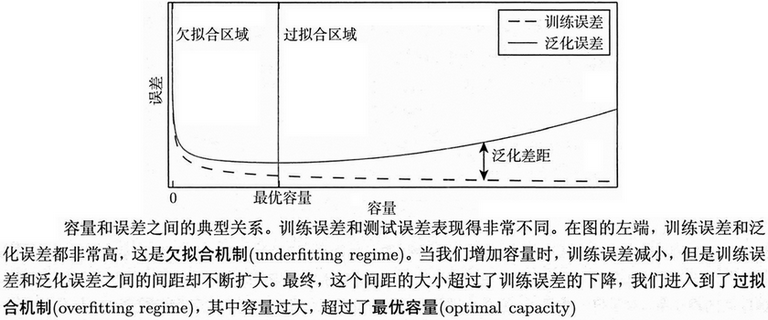 欠拟合区域
过拟合区域
训练误差
泛化误差
误差
泛化差距
0
最优容量
容量
容量和误差之间的典型关系。训练误差和测试误差表现得非常不同。在图的左端，训练误差和泛
化误差都非常高，这是欠拟合机制(underfitting regime)。当我们增加容量时，训练误差减小，但是训练误
差和泛化误差之间的间距却不断扩大。最终，这个间距的大小超过了训练误差的下降，我们进入到了过拟
合机制(overfitting regime)，其中容量过大，超过了最优容量(optimal capacity)